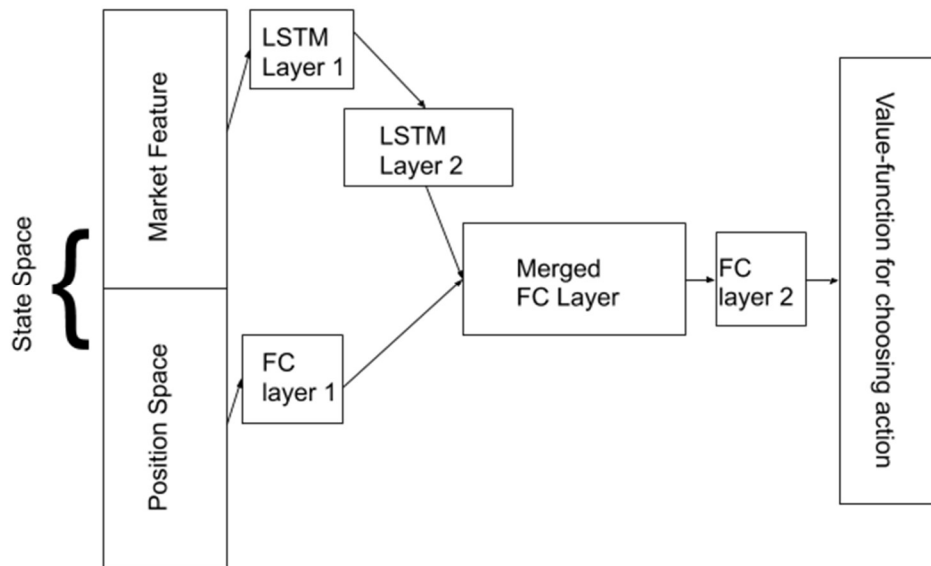 State Space
Market Feature
Position Space
LSTM
Layer 1
LSTM
Layer 2
FC
layer 1
Merged
FC Layer
FC
layer 2
Value-function for choosing action